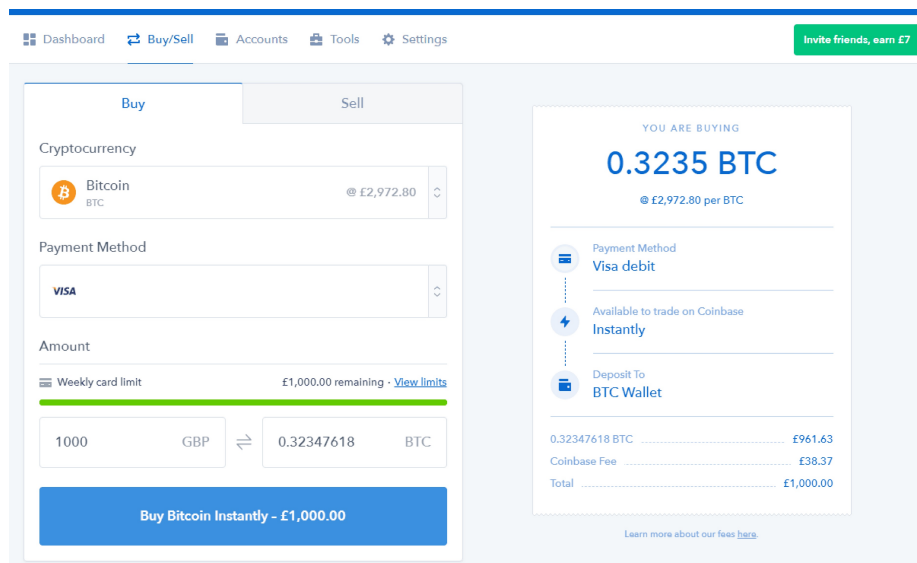 Dashboard Buy/Sell Accounts Tools Settings Invite friends, earn £7
Buy Sell
Cryptocurrency
Bitcoin
BTC
@ £2,972.80
Payment Method
VISA
Amount
Weekly card limit £1,000.00 remaining · View limits
1000 GBP 0.32347618 BTC
Buy Bitcoin Instantly - £1,000.00
YOU ARE BUYING
0.3235 BTC
@ £2,972.80 per BTC
Payment Method
Visa debit
Available to trade on Coinbase
Instantly
Deposit To
BTC Wallet
0.32347618 BTC £961.63
Coinbase Fee £38.37
Total £1,000.00
Learn more about our fees here.